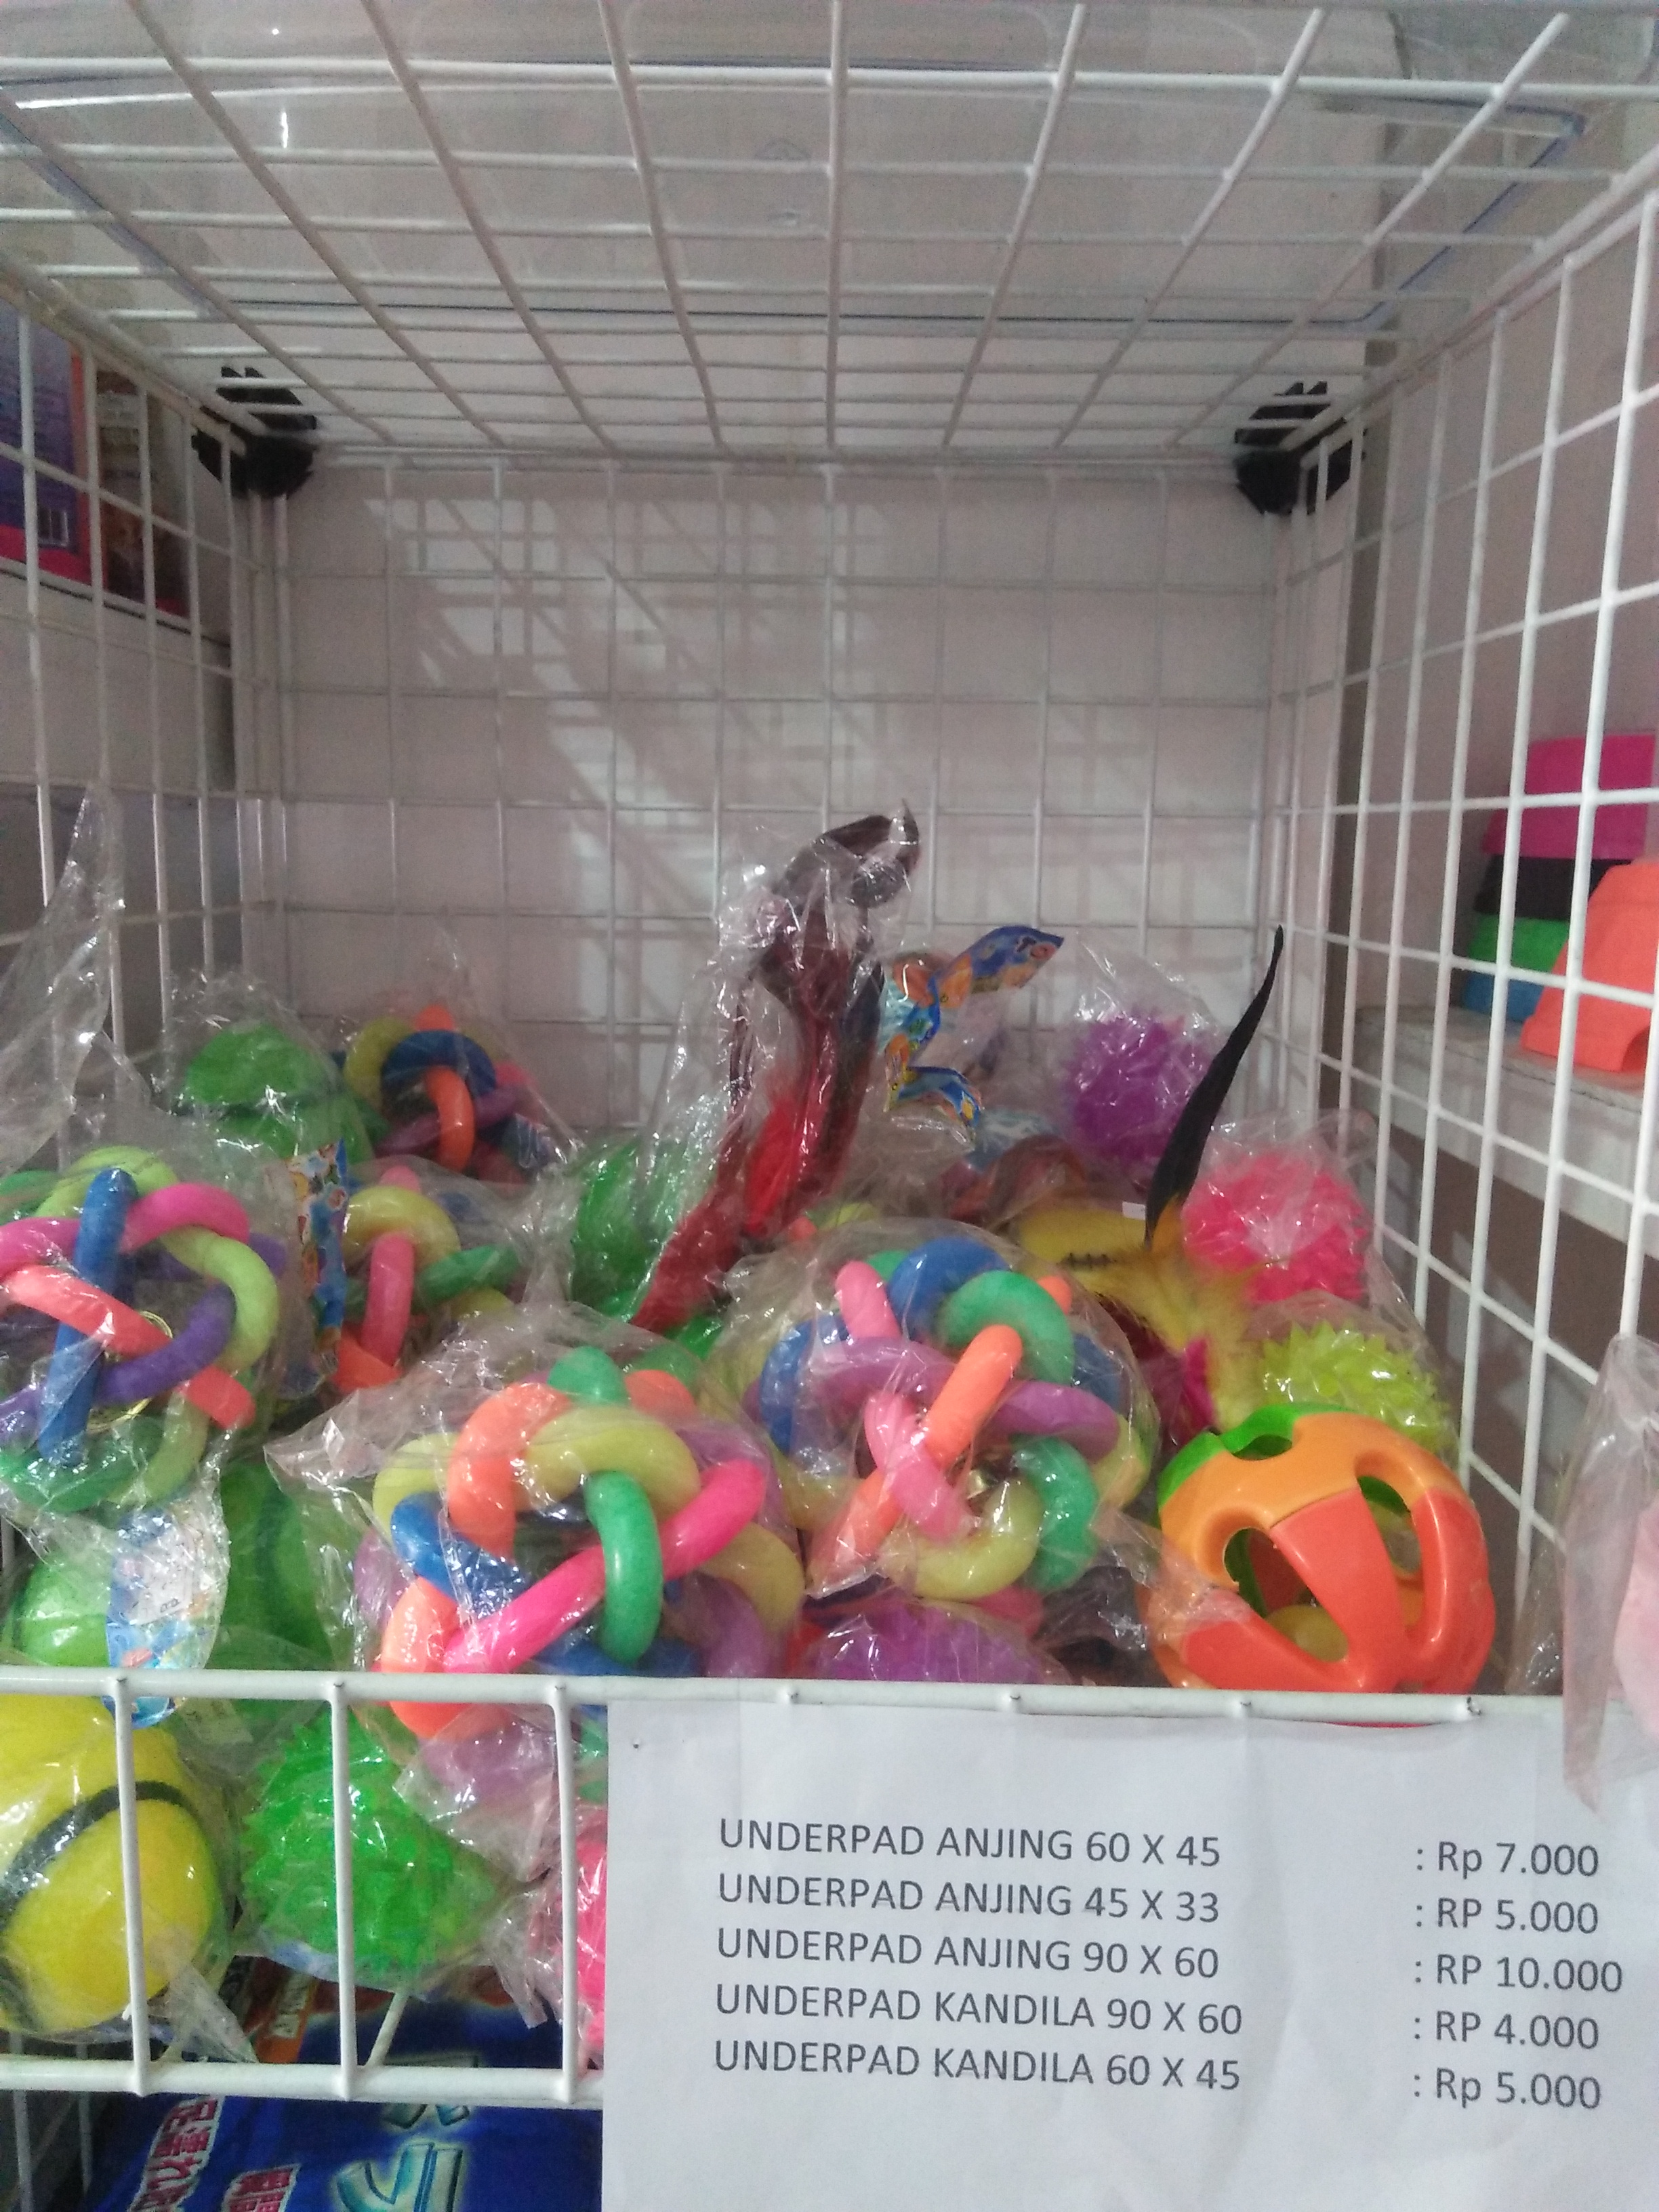 UNDERPAD ANJING 60 X 45 : Rp 7.000
UNDERPAD ANJING 45 X 33 : RP 5.000
UNDERPAD ANJING 90 X 60 : RP 10.000
UNDERPAD KANDILA 90 X 60 : RP 4.000
UNDERPAD KANDILA 60 X 45 : Rp 5.000